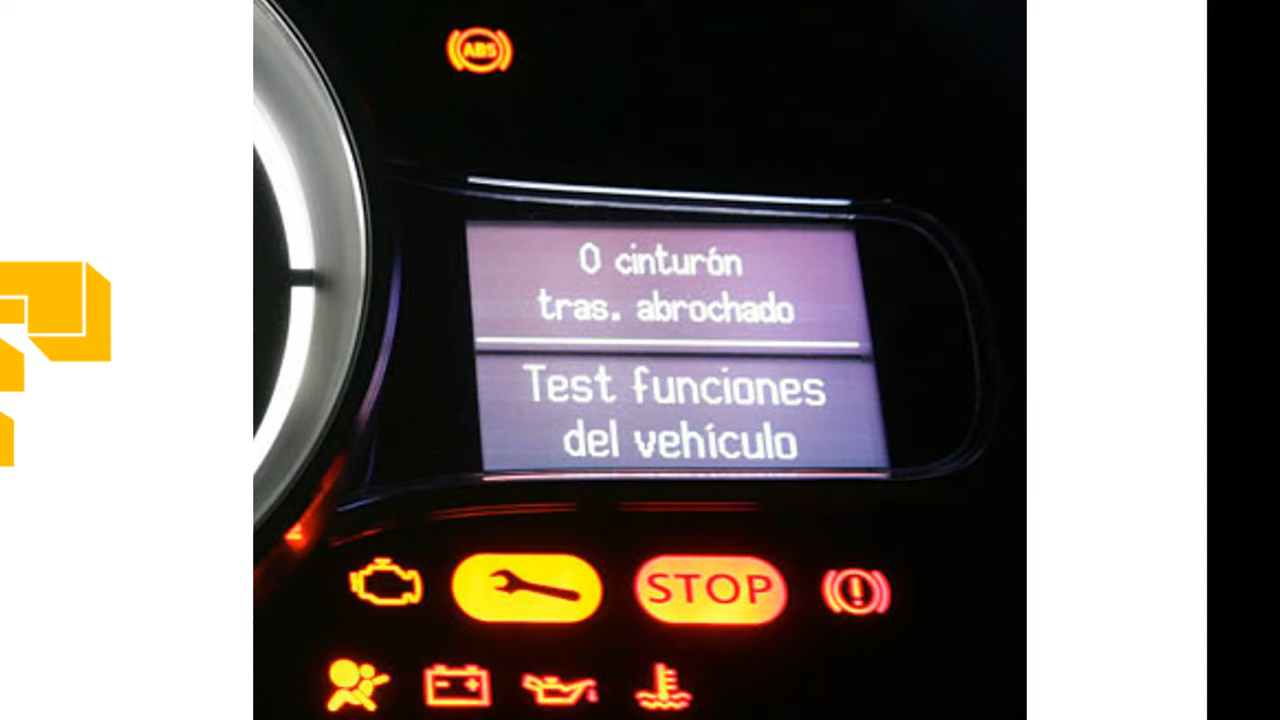 ABS
0 cinturón
tras. abrochado
Test funciones
del vehículo
STOP